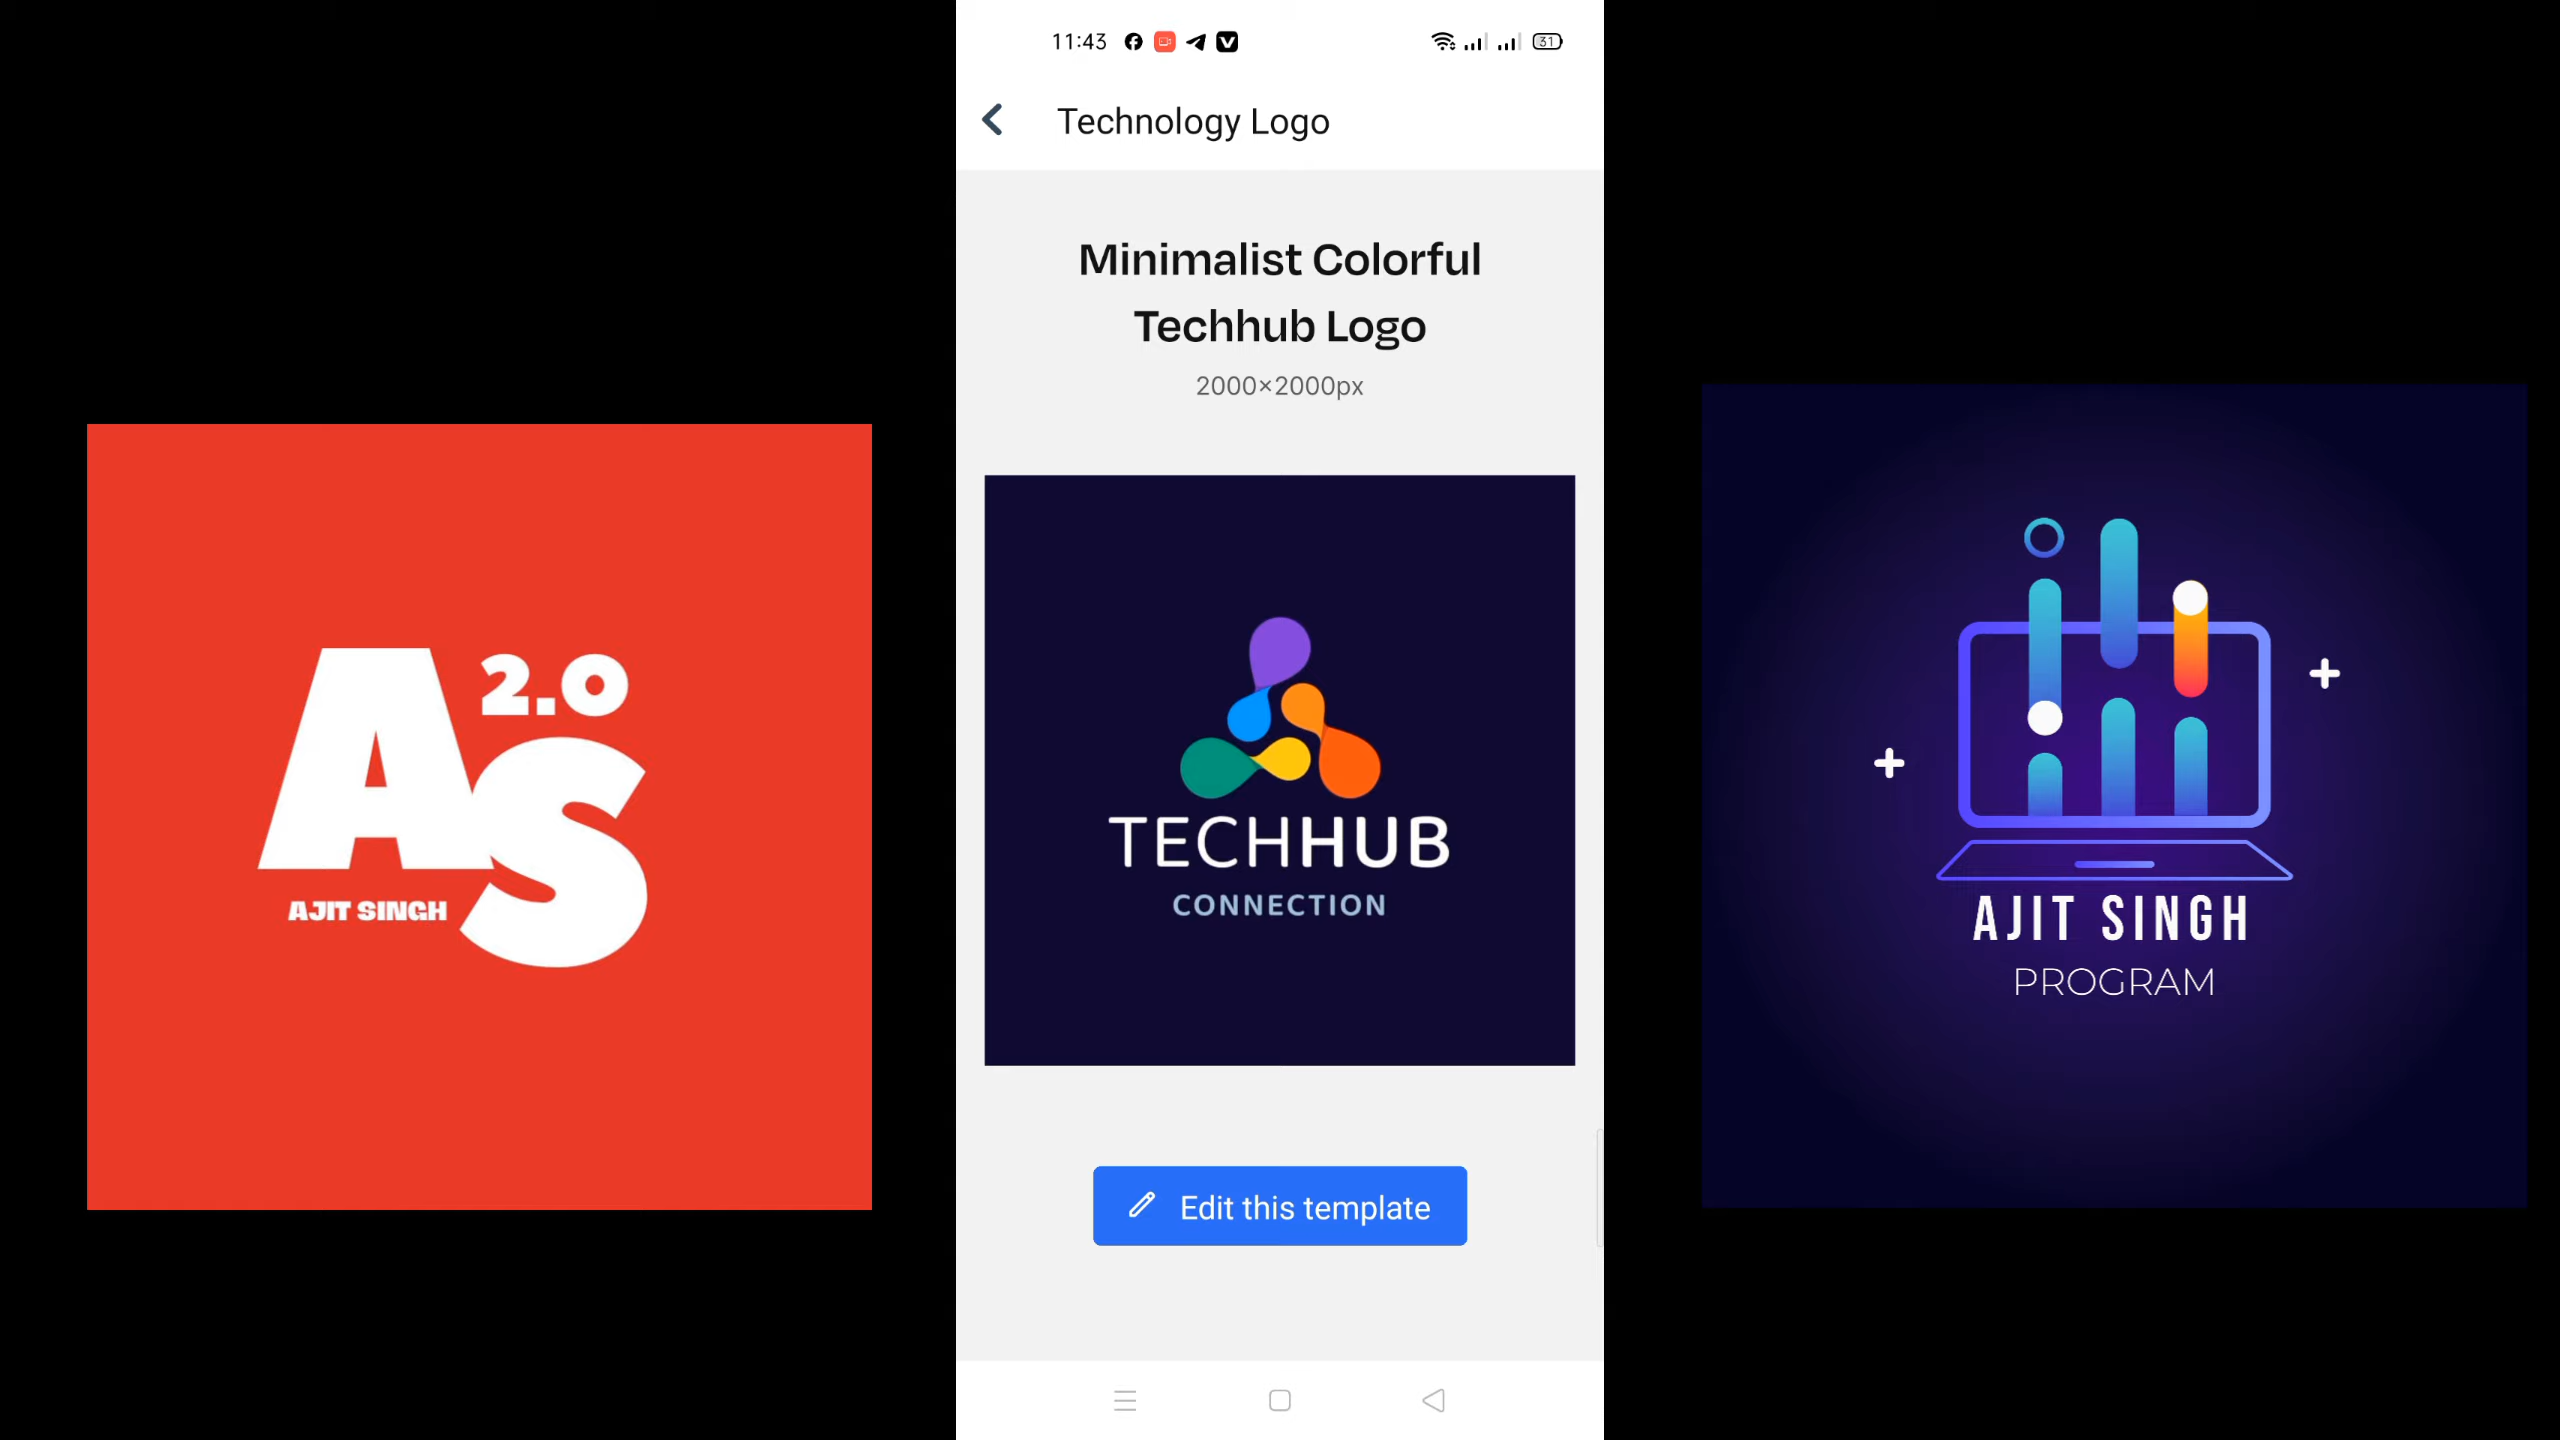 11:43
31
Technology Logo
Minimalist Colorful
Techhub Logo
2000×2000px
TECHHUB
CONNECTION
Edit this template
A 2.0
S
AJIT SINGH
AJIT SINGH
PROGRAM